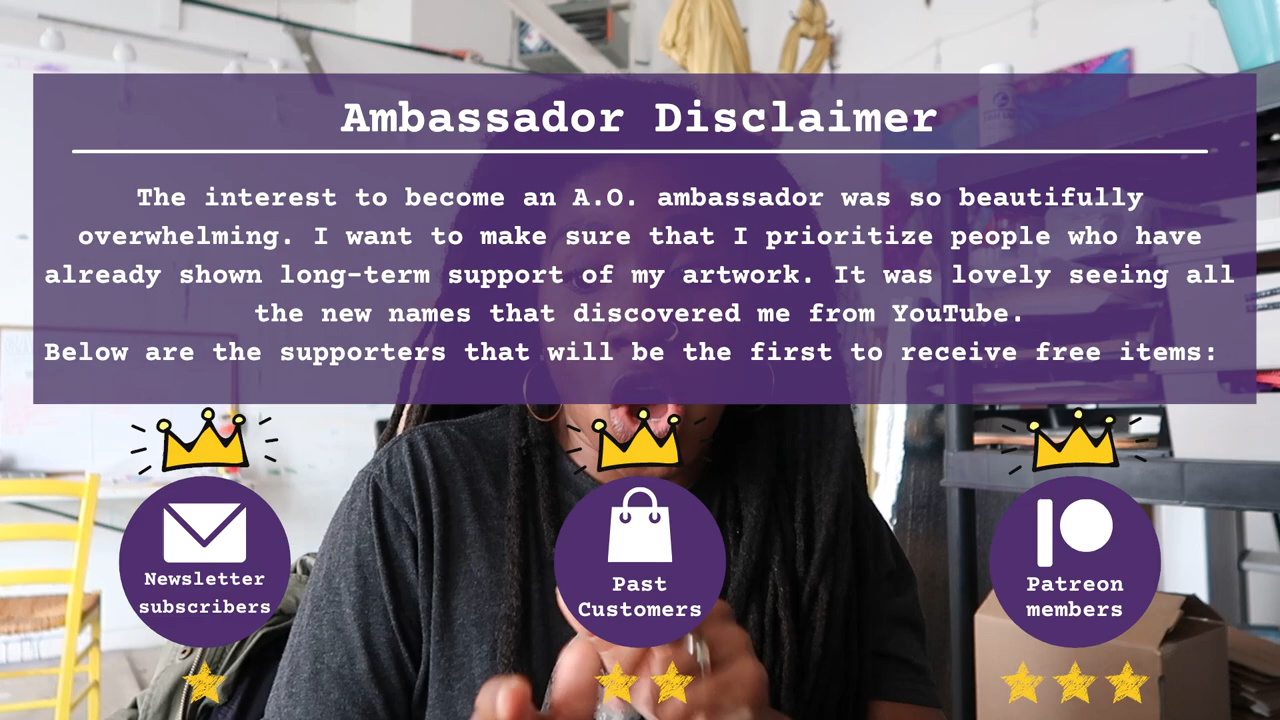 Ambassador Disclaimer
The interest to become an A.O. ambassador was so beautifully
overwhelming. I want to make sure that I prioritize people who have
already shown long-term support of my artwork. It was lovely seeing all
the new names that discovered me from YouTube.
Below are the supporters that will be the first to receive free items:
Newsletter
subscribers
Past
Customers
Patreon
members